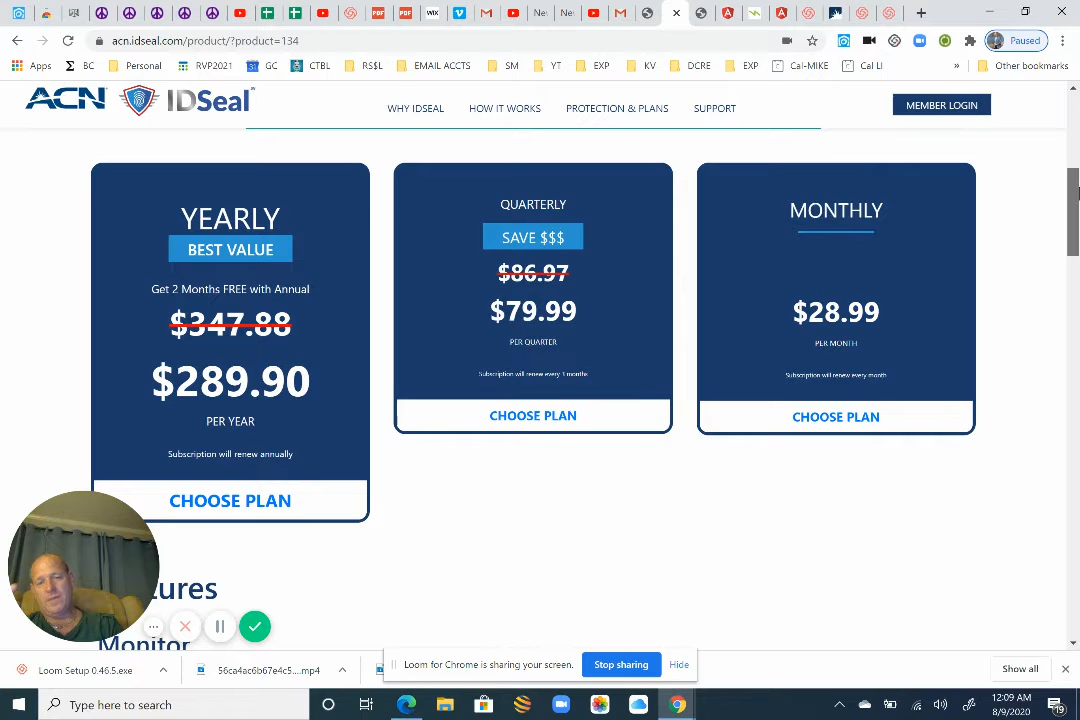 Ne
Ne
acn.idseal.com/product/?product=134
Paused
Apps
BC
Personal
RVP2021
GC
CTBL
RS$L
EMAIL ACCTS
SM
YT
EXP
KV
DCRE
EXP
Cal-MIKE
Cal LI
»
Other bookmarks
ACN IDSeal
WHY IDSEAL
HOW IT WORKS
PROTECTION & PLANS
SUPPORT
MEMBER LOGIN
YEARLY
BEST VALUE
Get 2 Months FREE with Annual
$347.88
$289.90
PER YEAR
Subscription will renew annually
CHOOSE PLAN
QUARTERLY
SAVE $$$
$86.97
$79.99
PER QUARTER
Subscription will renew every 3 months
CHOOSE PLAN
MONTHLY
$28.99
PER MONTH
Subscription will renew every month
CHOOSE PLAN
tures
Monitor
Loom for Chrome is sharing your screen.
Stop sharing
Hide
Loom Setup 0.46.5.exe
56ca4ac6b67e4c5....mp4
Show all
Type here to search
12:09 AM
8/9/2020
19